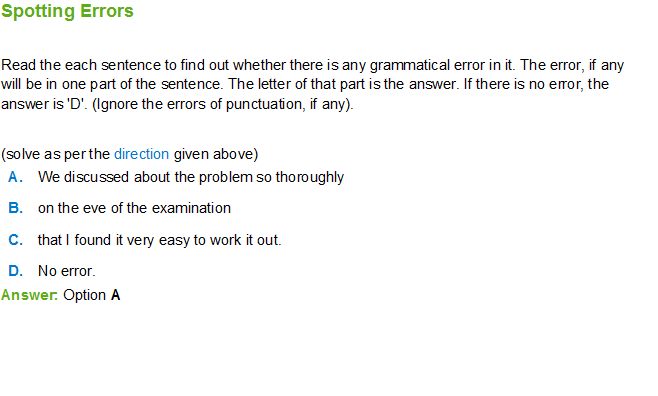 Spotting Errors
Read the each sentence to find out whether there is any grammatical error in it. The error, if any
will be in one part of the sentence. The letter of that part is the answer. If there is no error, the
answer is 'D'. (Ignore the errors of punctuation, if any).
(solve as per the direction given above)
A. We discussed about the problem so thoroughly
B. on the eve of the examination
C. that I found it very easy to work it out.
D. No error.
Answer: Option A